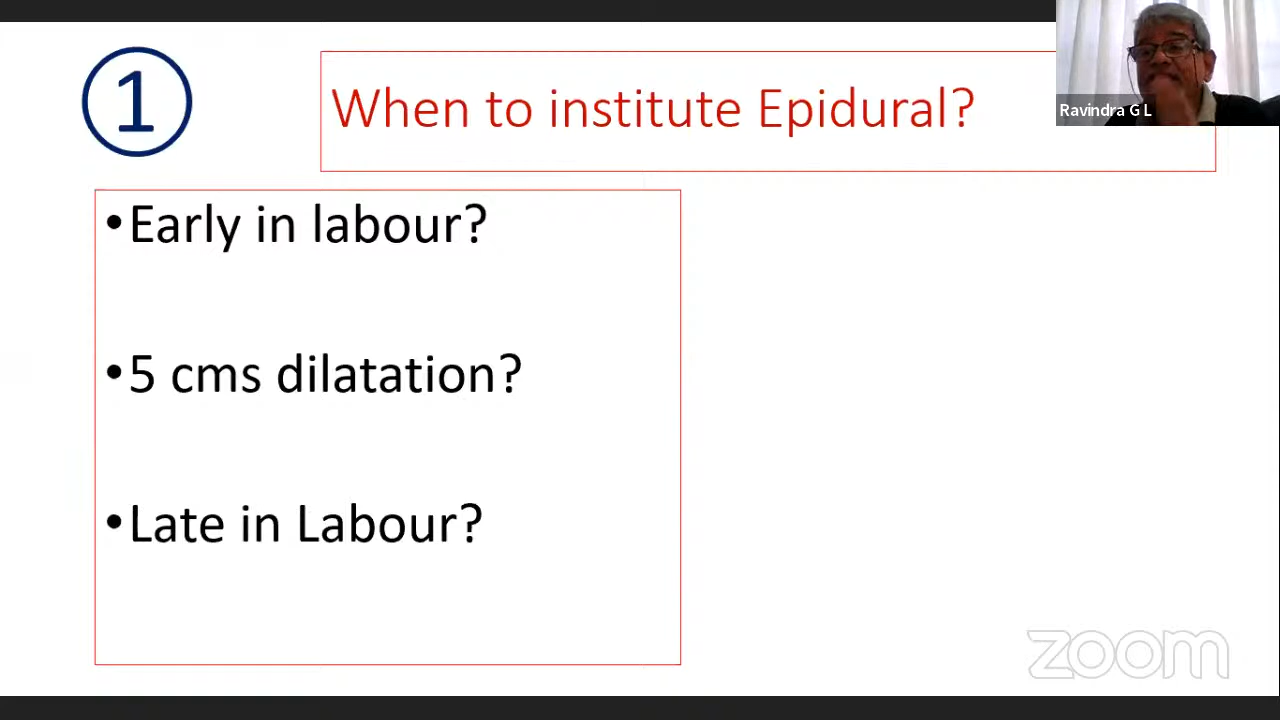 1
When to institute Epidural?
Ravindra G L
•Early in labour?
•5 cms dilatation?
•Late in Labour?
zoom